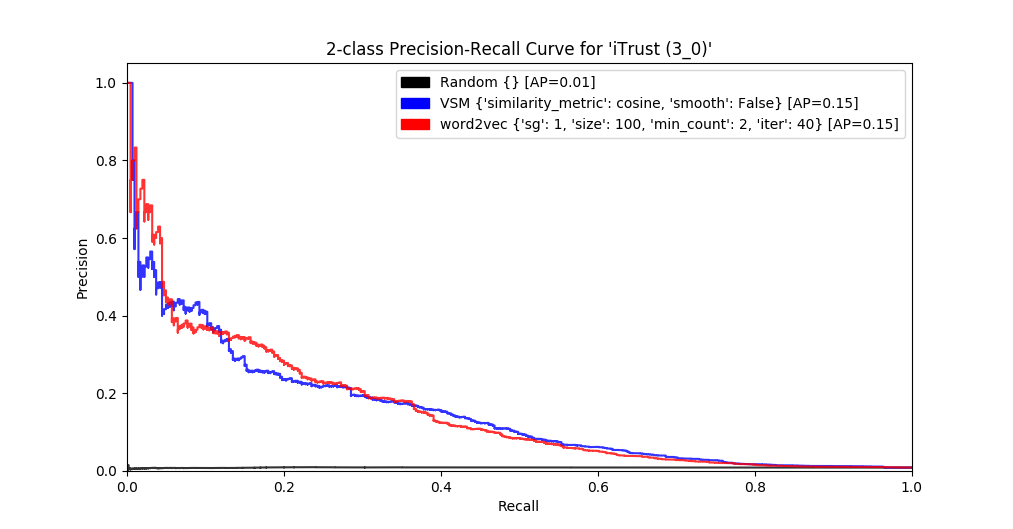 2-class Precision-Recall Curve for 'iTrust (3_0)'
Random {} [AP=0.01]
VSM {'similarity_metric': cosine, 'smooth': False} [AP=0.15]
word2vec {'sg': 1, 'size': 100, 'min_count': 2, 'iter': 40} [AP=0.15]
1.0
0.8
0.6
0.4
0.2
0.0
Precision
0.0 0.2 0.4 0.6 0.8 1.0
Recall